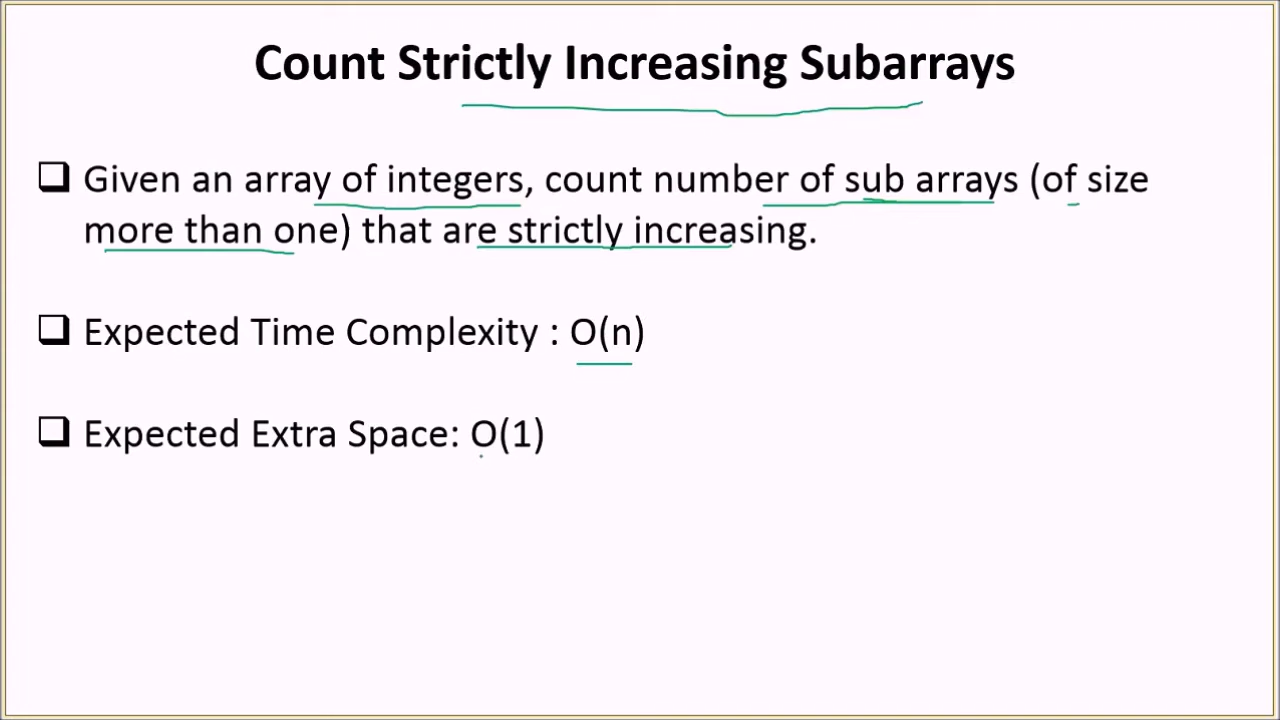 Count Strictly Increasing Subarrays
Given an array of integers, count number of sub arrays (of size
more than one) that are strictly increasing.
Expected Time Complexity : O(n)
Expected Extra Space: O(1)